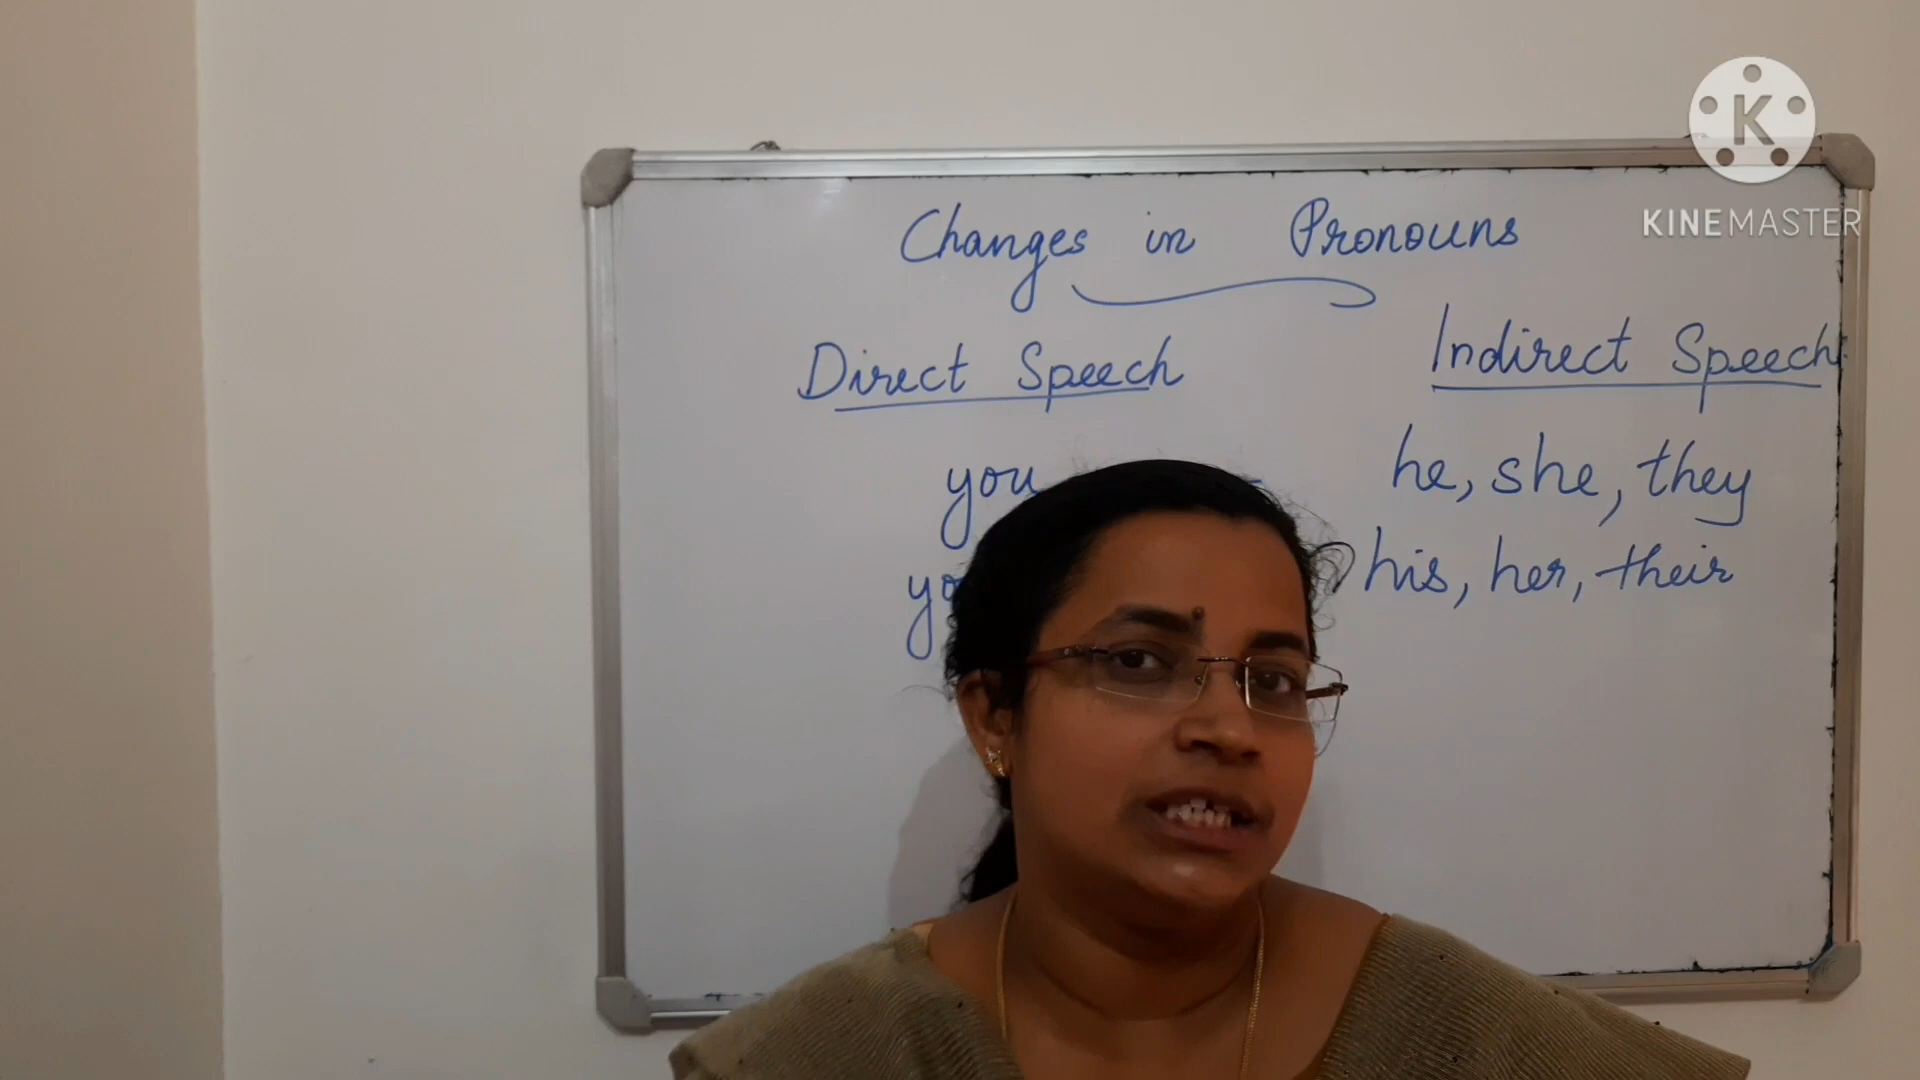 KINEMASTER
Changes in Pronouns
Direct Speech Indirect Speech
you he, she, they
his, her, their